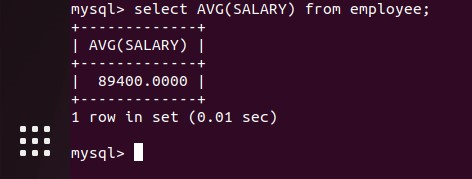 mysql> select AVG(SALARY) from employee;
+-------------+
| AVG(SALARY) |
+-------------+
|  89400.0000 |
+-------------+
1 row in set (0.01 sec)
mysql>